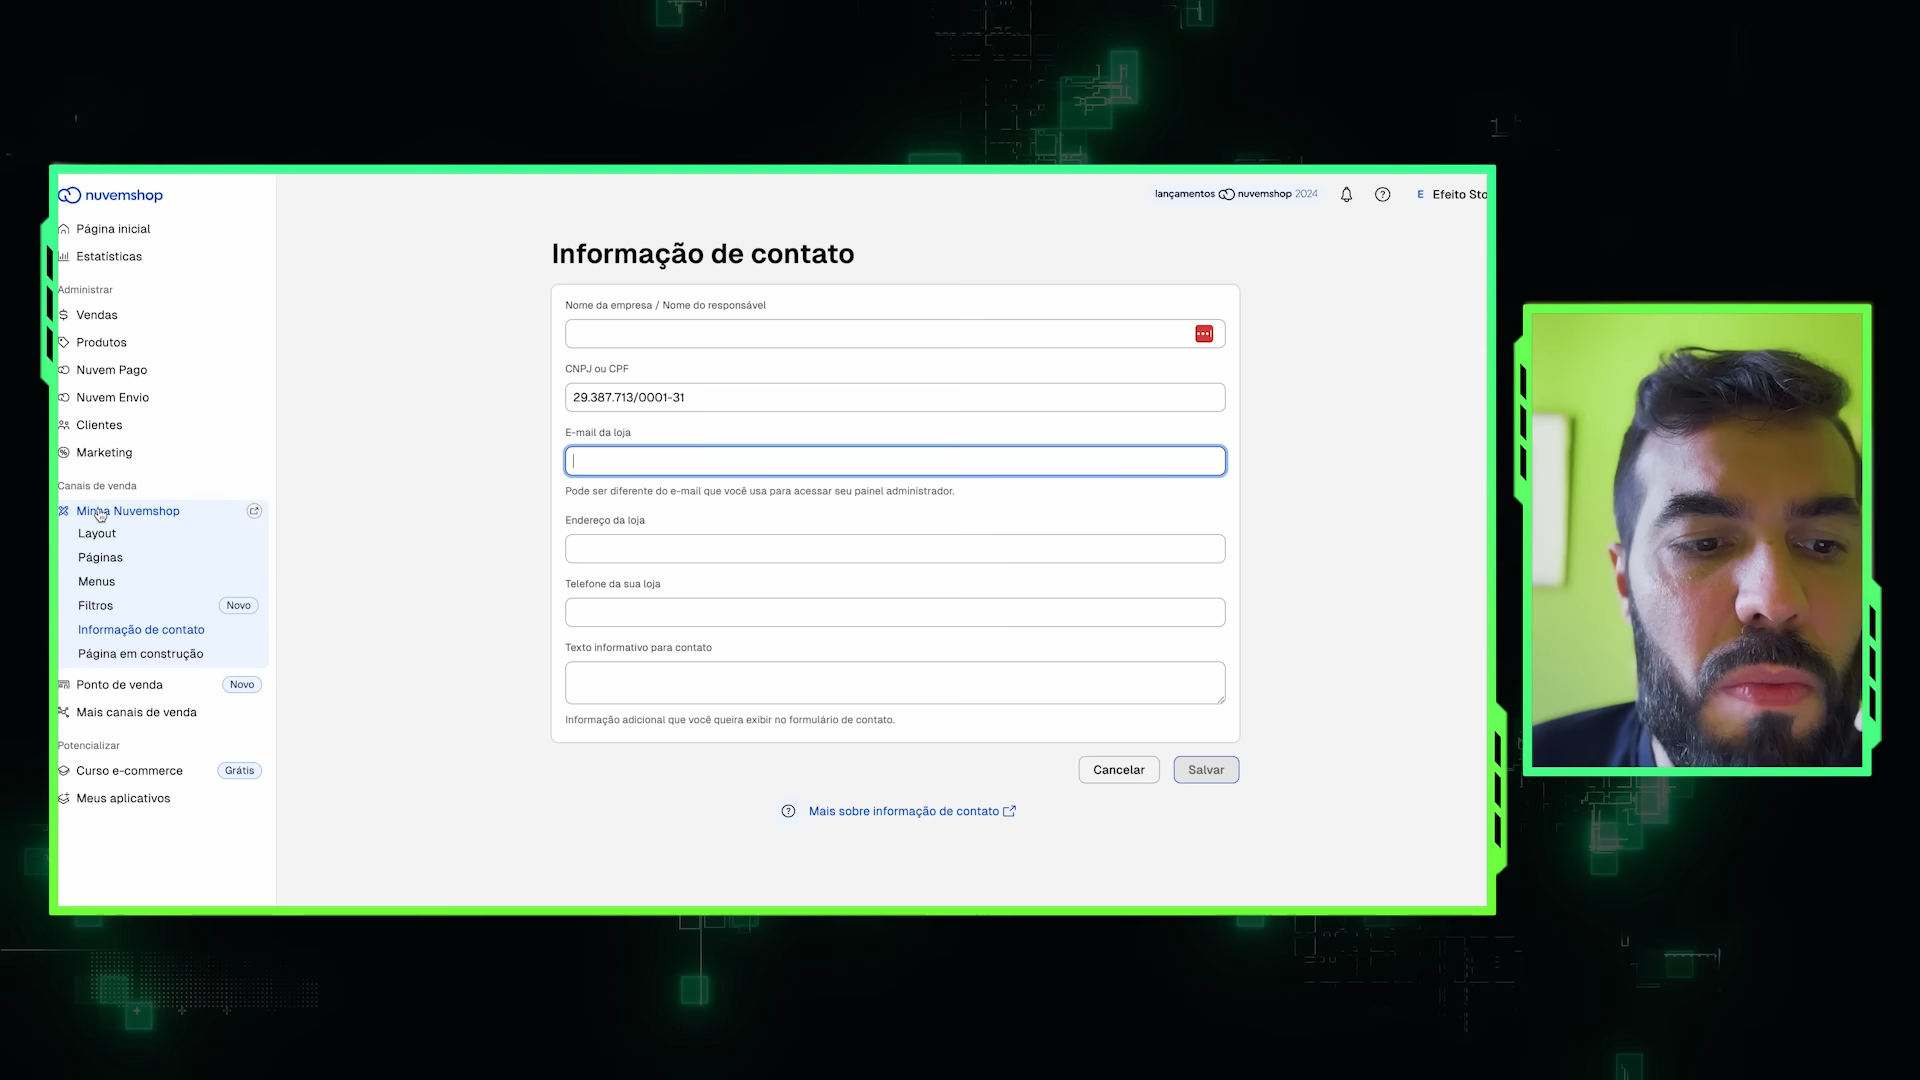 nuvemshop
lançamentos nuvemshop 2024
E Efeito Sto
Página inicial
Estatísticas
Administrar
Vendas
Produtos
Nuvem Pago
Nuvem Envio
Clientes
Marketing
Canais de venda
Minha Nuvemshop
Layout
Páginas
Menus
Filtros Novo
Informação de contato
Página em construção
Ponto de venda Novo
Mais canais de venda
Potencializar
Curso e-commerce Grátis
Meus aplicativos
Informação de contato
Nome da empresa / Nome do responsável
CNPJ ou CPF
29.387.713/0001-31
E-mail da loja
Pode ser diferente do e-mail que você usa para acessar seu painel administrador.
Endereço da loja
Telefone da sua loja
Texto informativo para contato
Informação adicional que você queira exibir no formulário de contato.
Cancelar Salvar
Mais sobre informação de contato